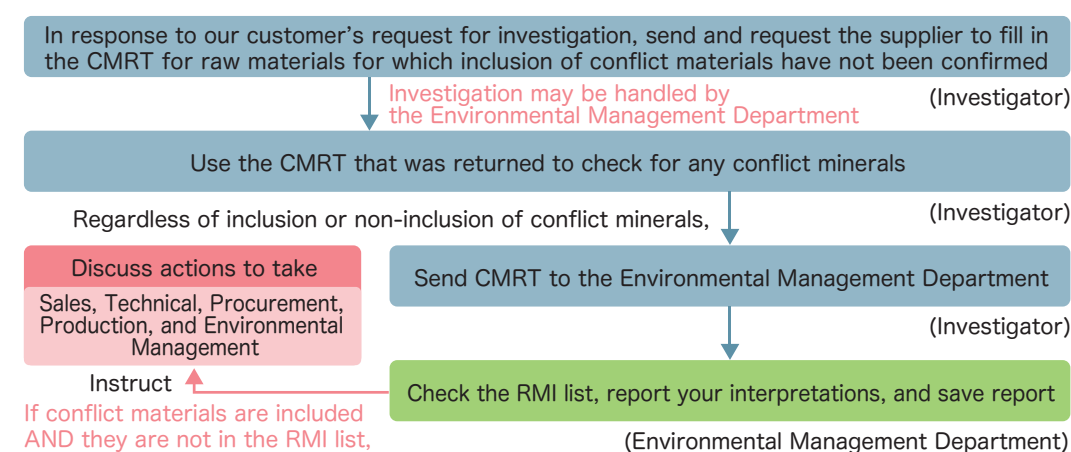 In response to our customer's request for investigation, send and request the supplier to fill in
the CMRT for raw materials for which inclusion of conflict materials have not been confirmed
Investigation may be handled by
the Environmental Management Department
(Investigator)
Use the CMRT that was returned to check for any conflict minerals
Regardless of inclusion or non-inclusion of conflict minerals,
(Investigator)
Discuss actions to take
Sales, Technical, Procurement,
Production, and Environmental
Management
Send CMRT to the Environmental Management Department
(Investigator)
Instruct
If conflict materials are included
AND they are not in the RMI list,
Check the RMI list, report your interpretations, and save report
(Environmental Management Department)